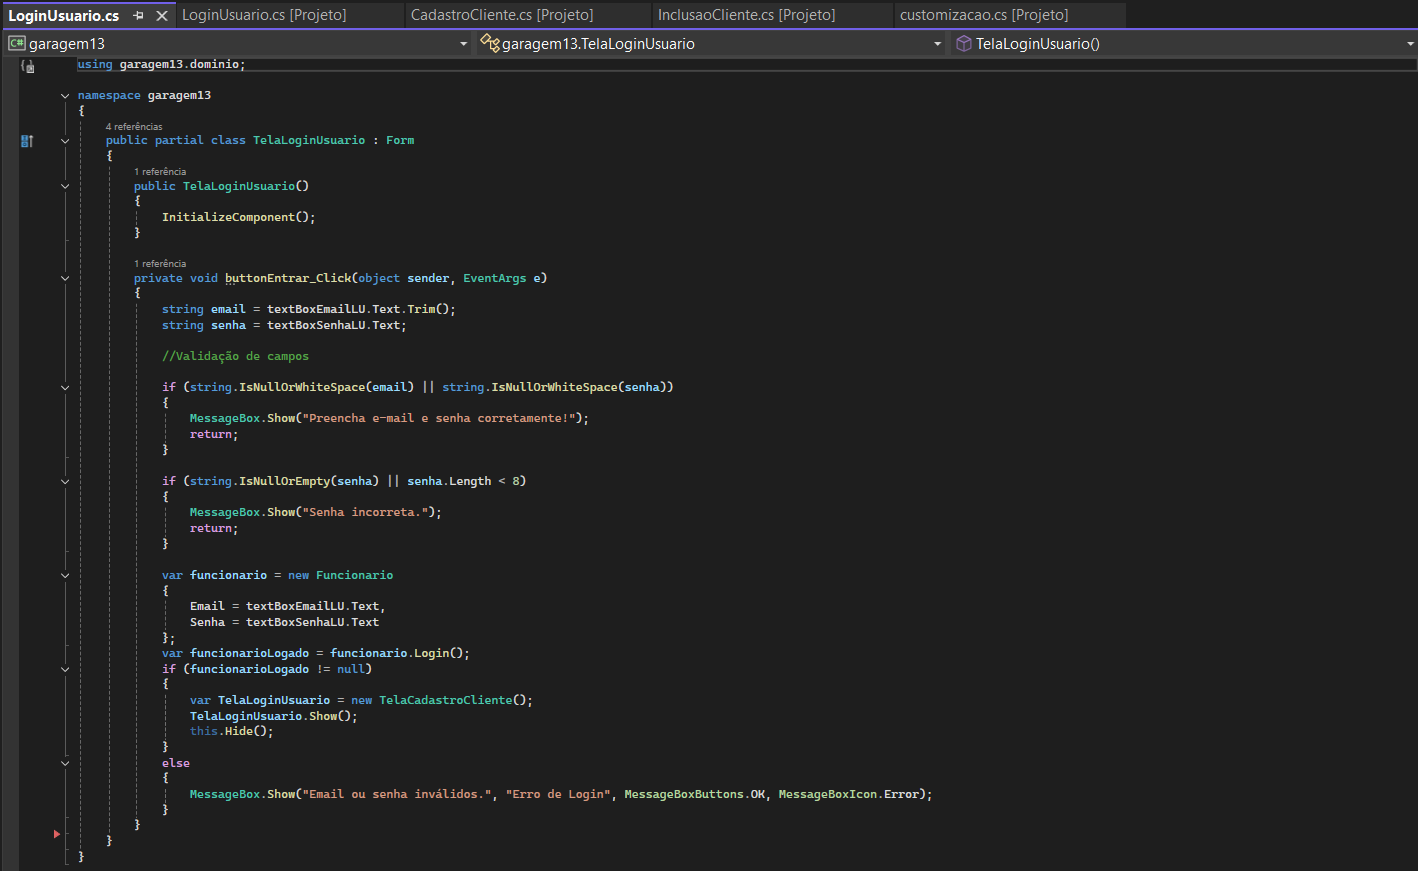 LoginUsuario.cs
LoginUsuario.cs [Projeto]
CadastroCliente.cs [Projeto]
InclusaoCliente.cs [Projeto]
customizacao.cs [Projeto]
C# garagem13
garagem13.TelaLoginUsuario
TelaLoginUsuario()
using garagem13.dominio;
namespace garagem13
{
4 referências
public partial class TelaLoginUsuario : Form
{
1 referência
public TelaLoginUsuario()
{
InitializeComponent();
}
1 referência
private void buttonEntrar_Click(object sender, EventArgs e)
{
string email = textBoxEmailLU.Text.Trim();
string senha = textBoxSenhaLU.Text;
//Validação de campos
if (string.IsNullOrWhiteSpace(email) || string.IsNullOrWhiteSpace(senha))
{
MessageBox.Show("Preencha e-mail e senha corretamente!");
return;
}
if (string.IsNullOrEmpty(senha) || senha.Length < 8)
{
MessageBox.Show("Senha incorreta.");
return;
}
var funcionario = new Funcionario
{
Email = textBoxEmailLU.Text,
Senha = textBoxSenhaLU.Text
};
var funcionarioLogado = funcionario.Login();
if (funcionarioLogado != null)
{
var TelaLoginUsuario = new TelaCadastroCliente();
TelaLoginUsuario.Show();
this.Hide();
}
else
{
MessageBox.Show("Email ou senha inválidos.", "Erro de Login", MessageBoxButtons.OK, MessageBoxIcon.Error);
}
}
}
}